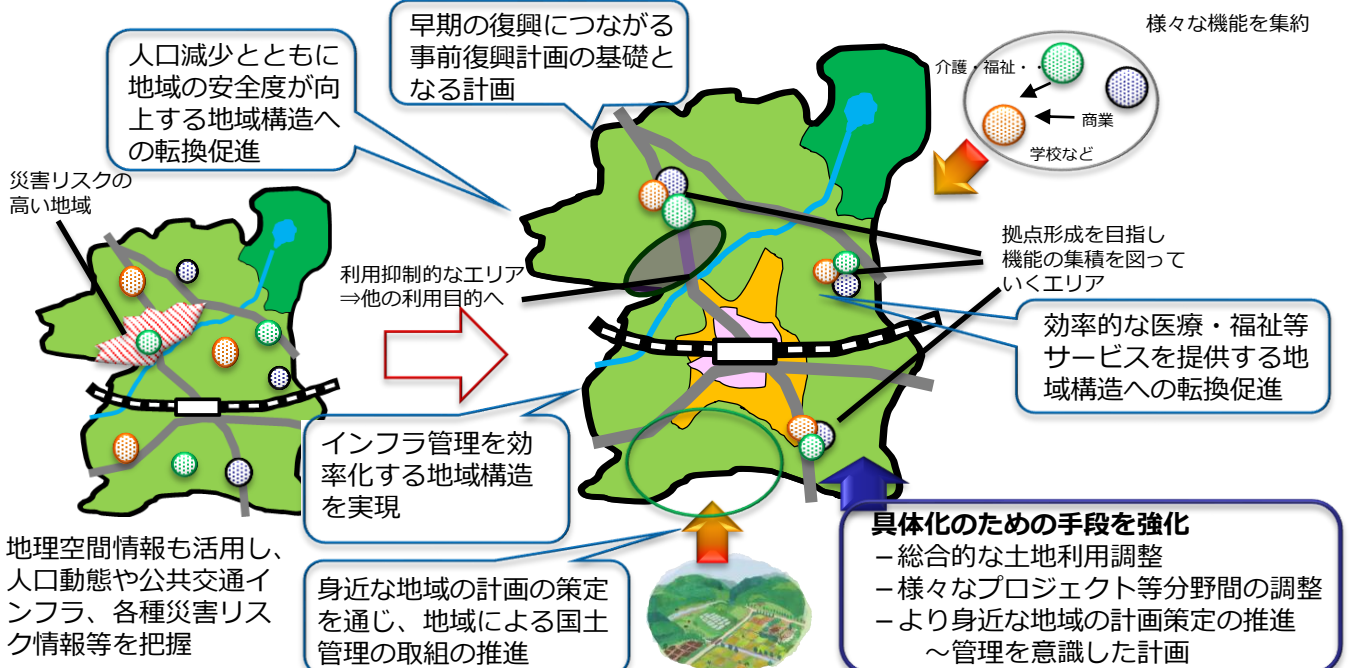 人口減少とともに
地域の安全度が向
上する地域構造へ
の転換促進
早期の復興につながる
事前復興計画の基礎と
なる計画
様々な機能を集約
介護・福祉・・
商業
学校など
災害リスクの
高い地域
利用抑制的なエリア
⇒他の利用目的へ
拠点形成を目指し
機能の集積を図って
いくエリア
効率的な医療・福祉等
サービスを提供する地
域構造への転換促進
インフラ管理を効
率化する地域構造
を実現
地理空間情報も活用し、
人口動態や公共交通イ
ンフラ、各種災害リス
ク情報等を把握
身近な地域の計画の策定
を通じ、地域による国土
管理の取組の推進
具体化のための手段を強化
－総合的な土地利用調整
－様々なプロジェクト等分野間の調整
－より身近な地域の計画策定の推進
～管理を意識した計画